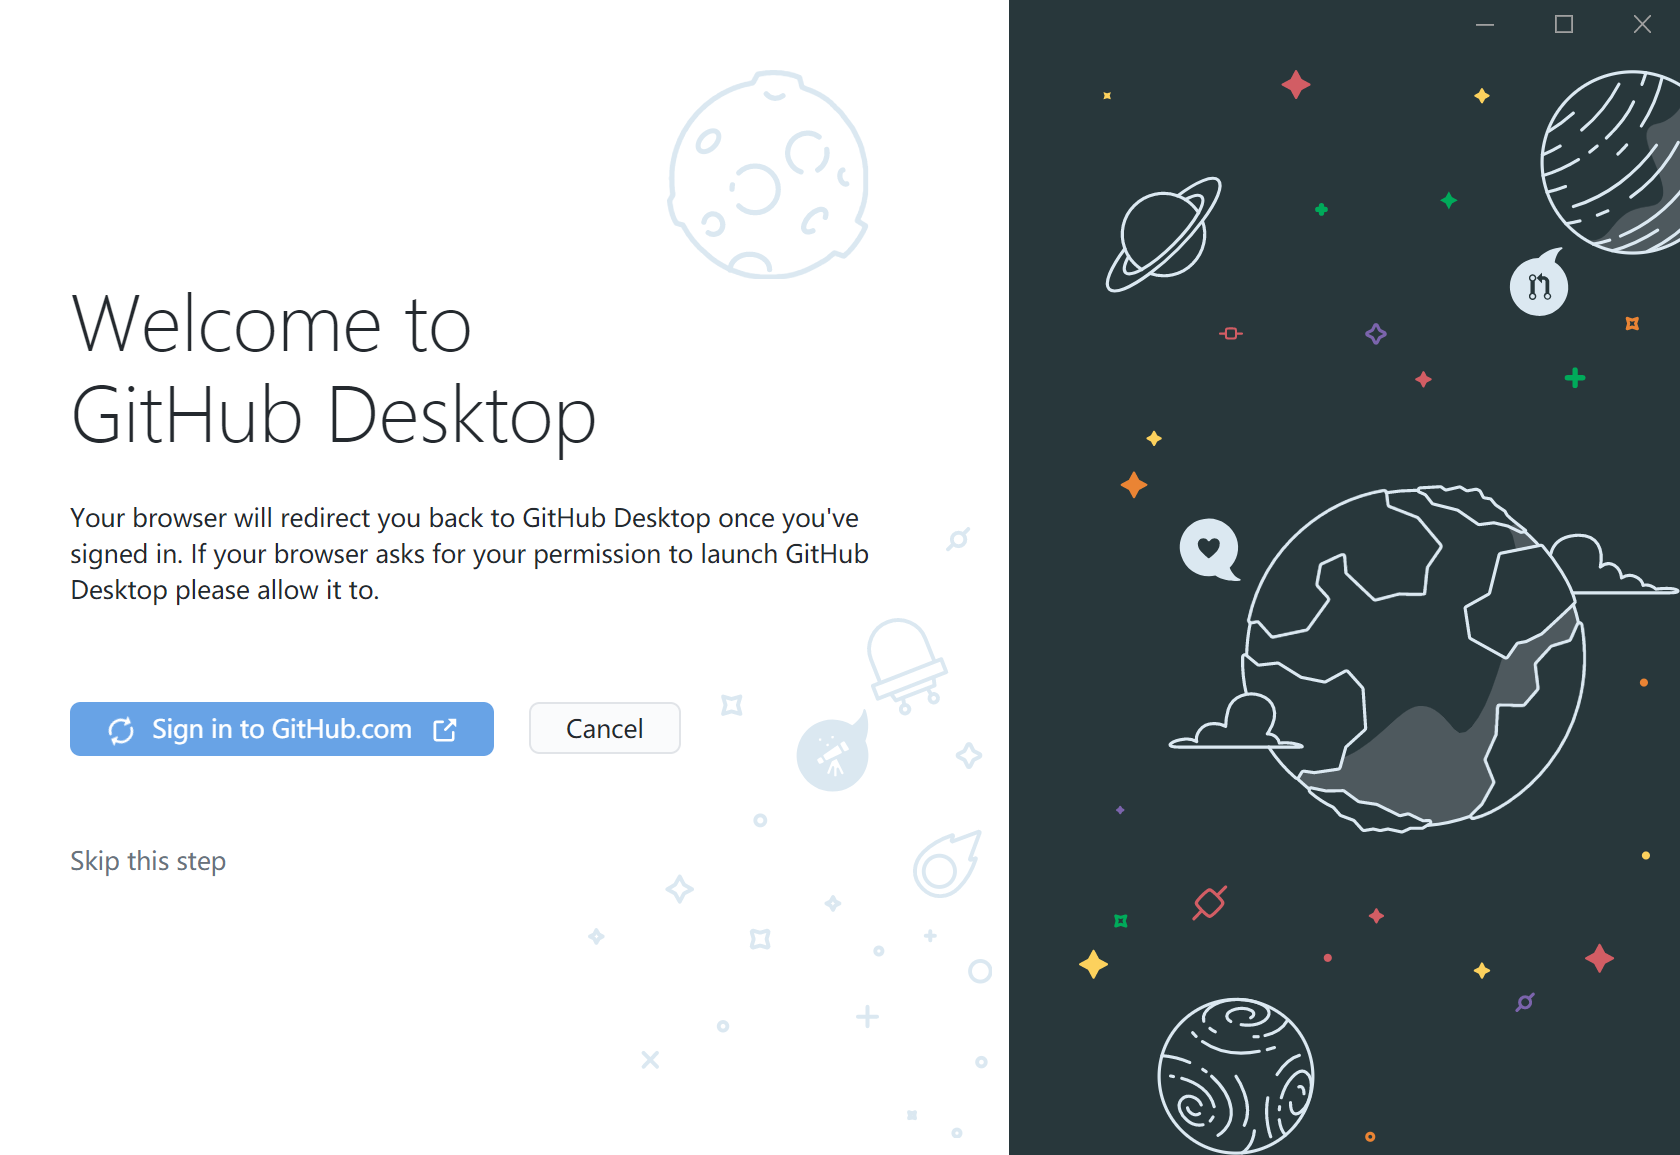 Welcome to
GitHub Desktop
Your browser will redirect you back to GitHub Desktop once you've
signed in. If your browser asks for your permission to launch GitHub
Desktop please allow it to.
Sign in to GitHub.com
Cancel
Skip this step